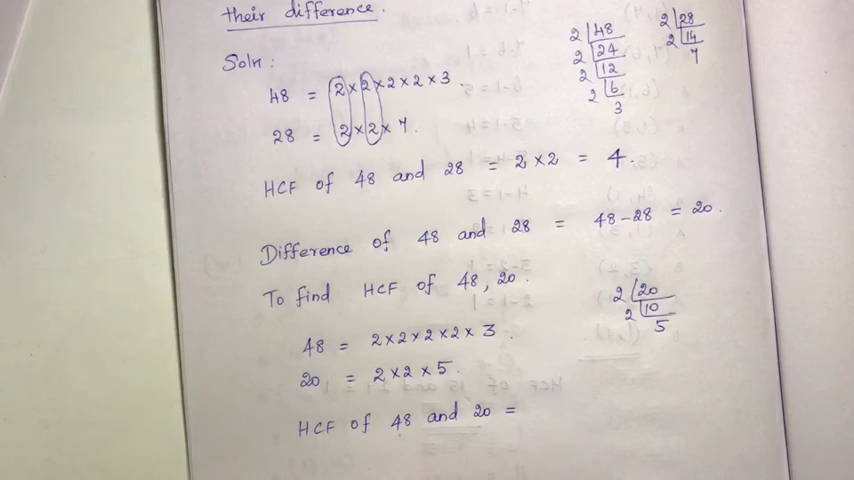 their difference.
Soln:
48 = 2×2×2×2×3.
28 = 2×2×7.
HCF of 48 and 28 = 2×2 = 4.
Difference of 48 and 28 = 48-28 = 20.
To find HCF of 48, 20.
48 = 2×2×2×2×3.
20 = 2×2×5.
HCF of 48 and 20 =
2 48
2 24
2 12
2 6
3
2 28
2 14
7
2 20
2 10
5